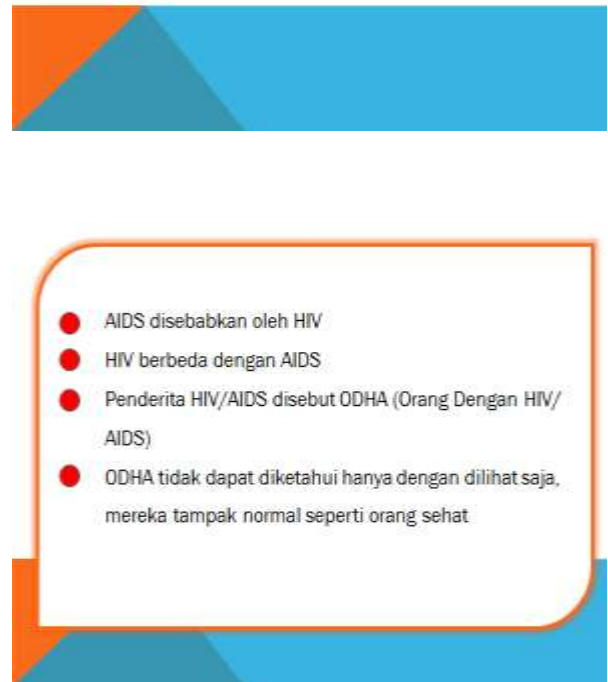 AIDS disebabkan oleh HIV
HIV berbeda dengan AIDS
Penderita HIV/AIDS disebut ODHA (Orang Dengan HIV/
AIDS)
ODHA tidak dapat diketahui hanya dengan dilihat saja,
mereka tampak normal seperti orang sehat